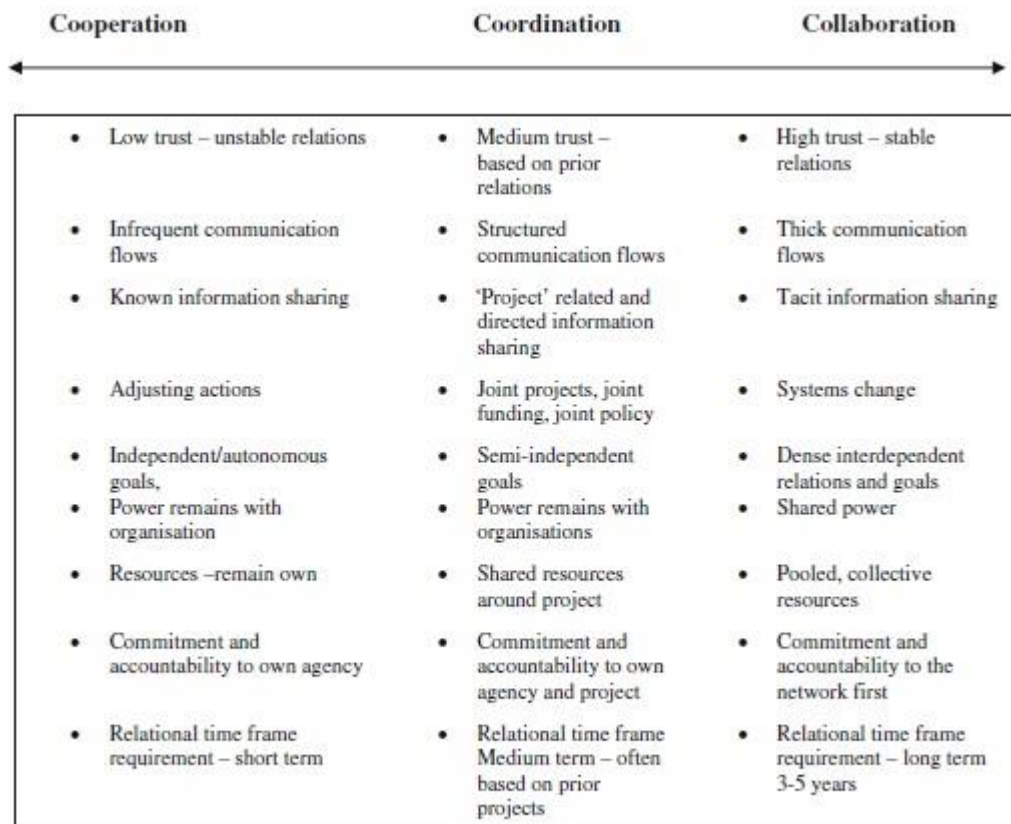 Cooperation Coordination Collaboration
• Low trust – unstable relations
• Medium trust –
based on prior
relations
• High trust – stable
relations
• Infrequent communication
flows
• Structured
communication flows
• Thick communication
flows
• Known information sharing
• ‘Project’ related and
directed information
sharing
• Tacit information sharing
• Adjusting actions
• Joint projects, joint
funding, joint policy
• Systems change
• Independent/autonomous
goals,
• Semi-independent
goals
• Dense interdependent
relations and goals
• Power remains with
organisation
• Power remains with
organisations
• Shared power
• Resources –remain own
• Shared resources
around project
• Pooled, collective
resources
• Commitment and
accountability to own agency
• Commitment and
accountability to own
agency and project
• Commitment and
accountability to the
network first
• Relational time frame
requirement – short term
• Relational time frame
Medium term – often
based on prior
projects
• Relational time frame
requirement – long term
3-5 years